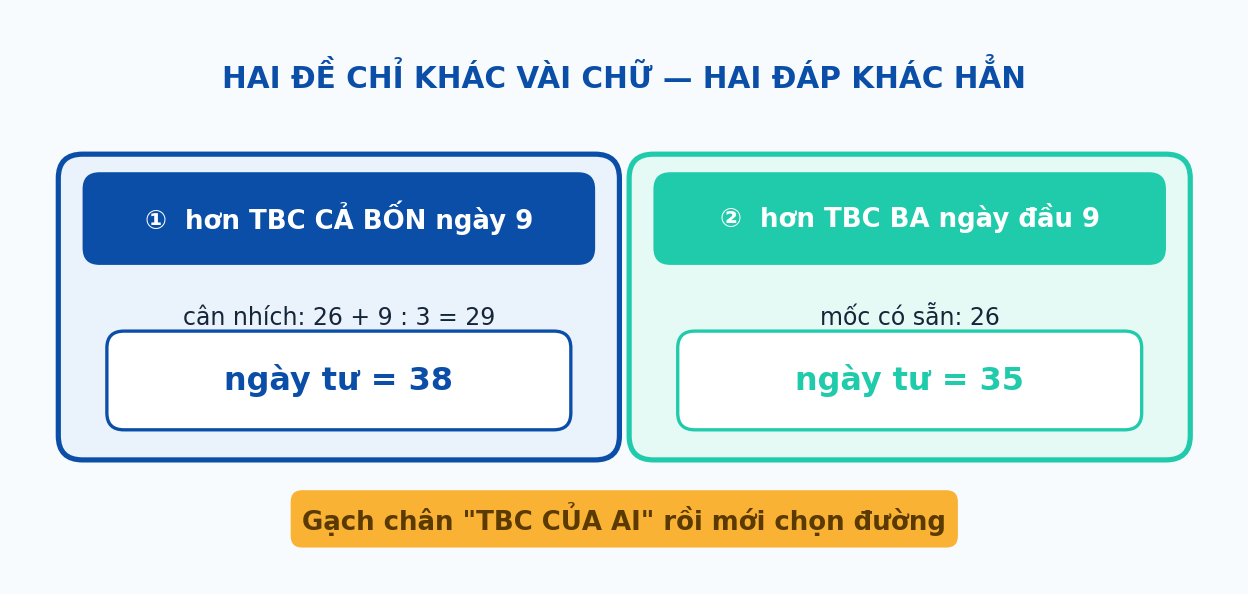 HAI ĐỀ CHỈ KHÁC VÀI CHỮ — HAI ĐÁP KHÁC HẲN
① hơn TBC CẢ BỐN ngày 9
cân nhích: 26 + 9 : 3 = 29
ngày tư = 38
② hơn TBC BA ngày đầu 9
mốc có sẵn: 26
ngày tư = 35
Gạch chân "TBC CỦA AI" rồi mới chọn đường